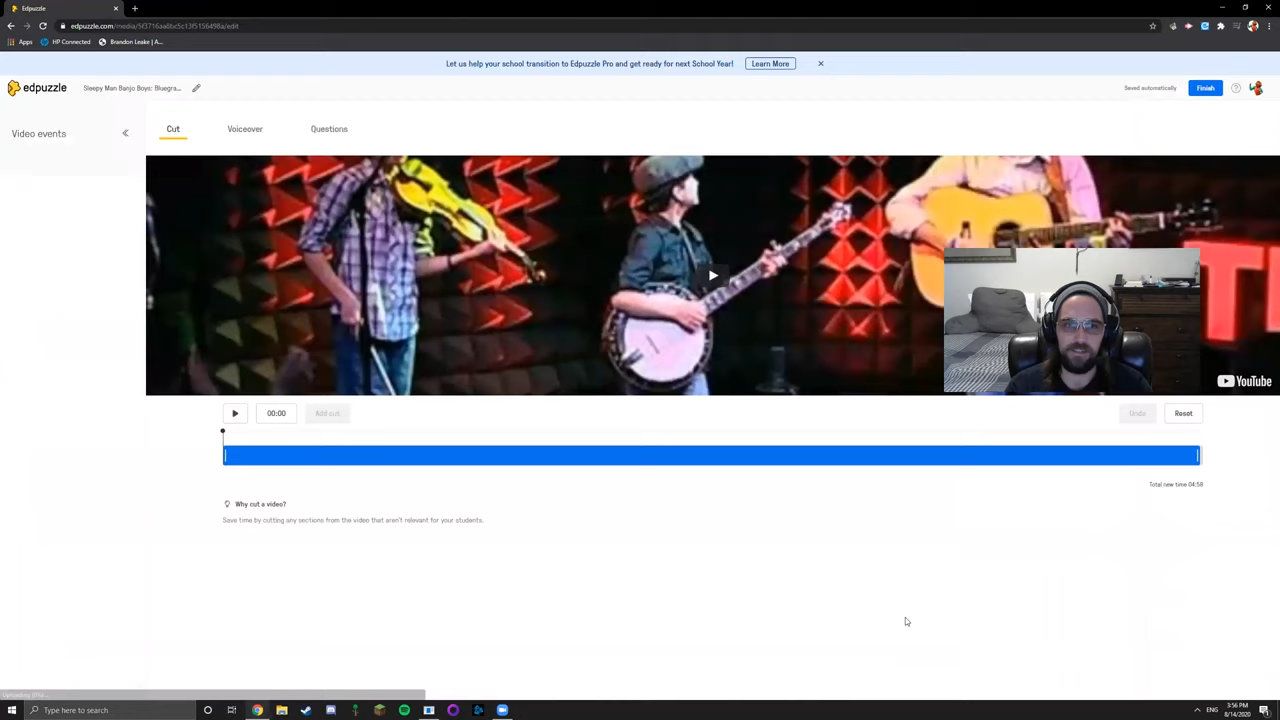 Edpuzzle
edpuzzle.com/media/5f3716aa8bc5c13f5156498a/edit
Apps HP Connected Brandon Leake | A...
Let us help your school transition to Edpuzzle Pro and get ready for next School Year! Learn More
edpuzzle Sleepy Man Banjo Boys: Bluegra... Saved automatically Finish
Video events
Cut Voiceover Questions
YouTube
00:00 Add cut Undo Reset
Total new time 04:58
Why cut a video?
Save time by cutting any sections from the video that aren't relevant for your students.
Type here to search
ENG
3:56 PM
8/14/2020